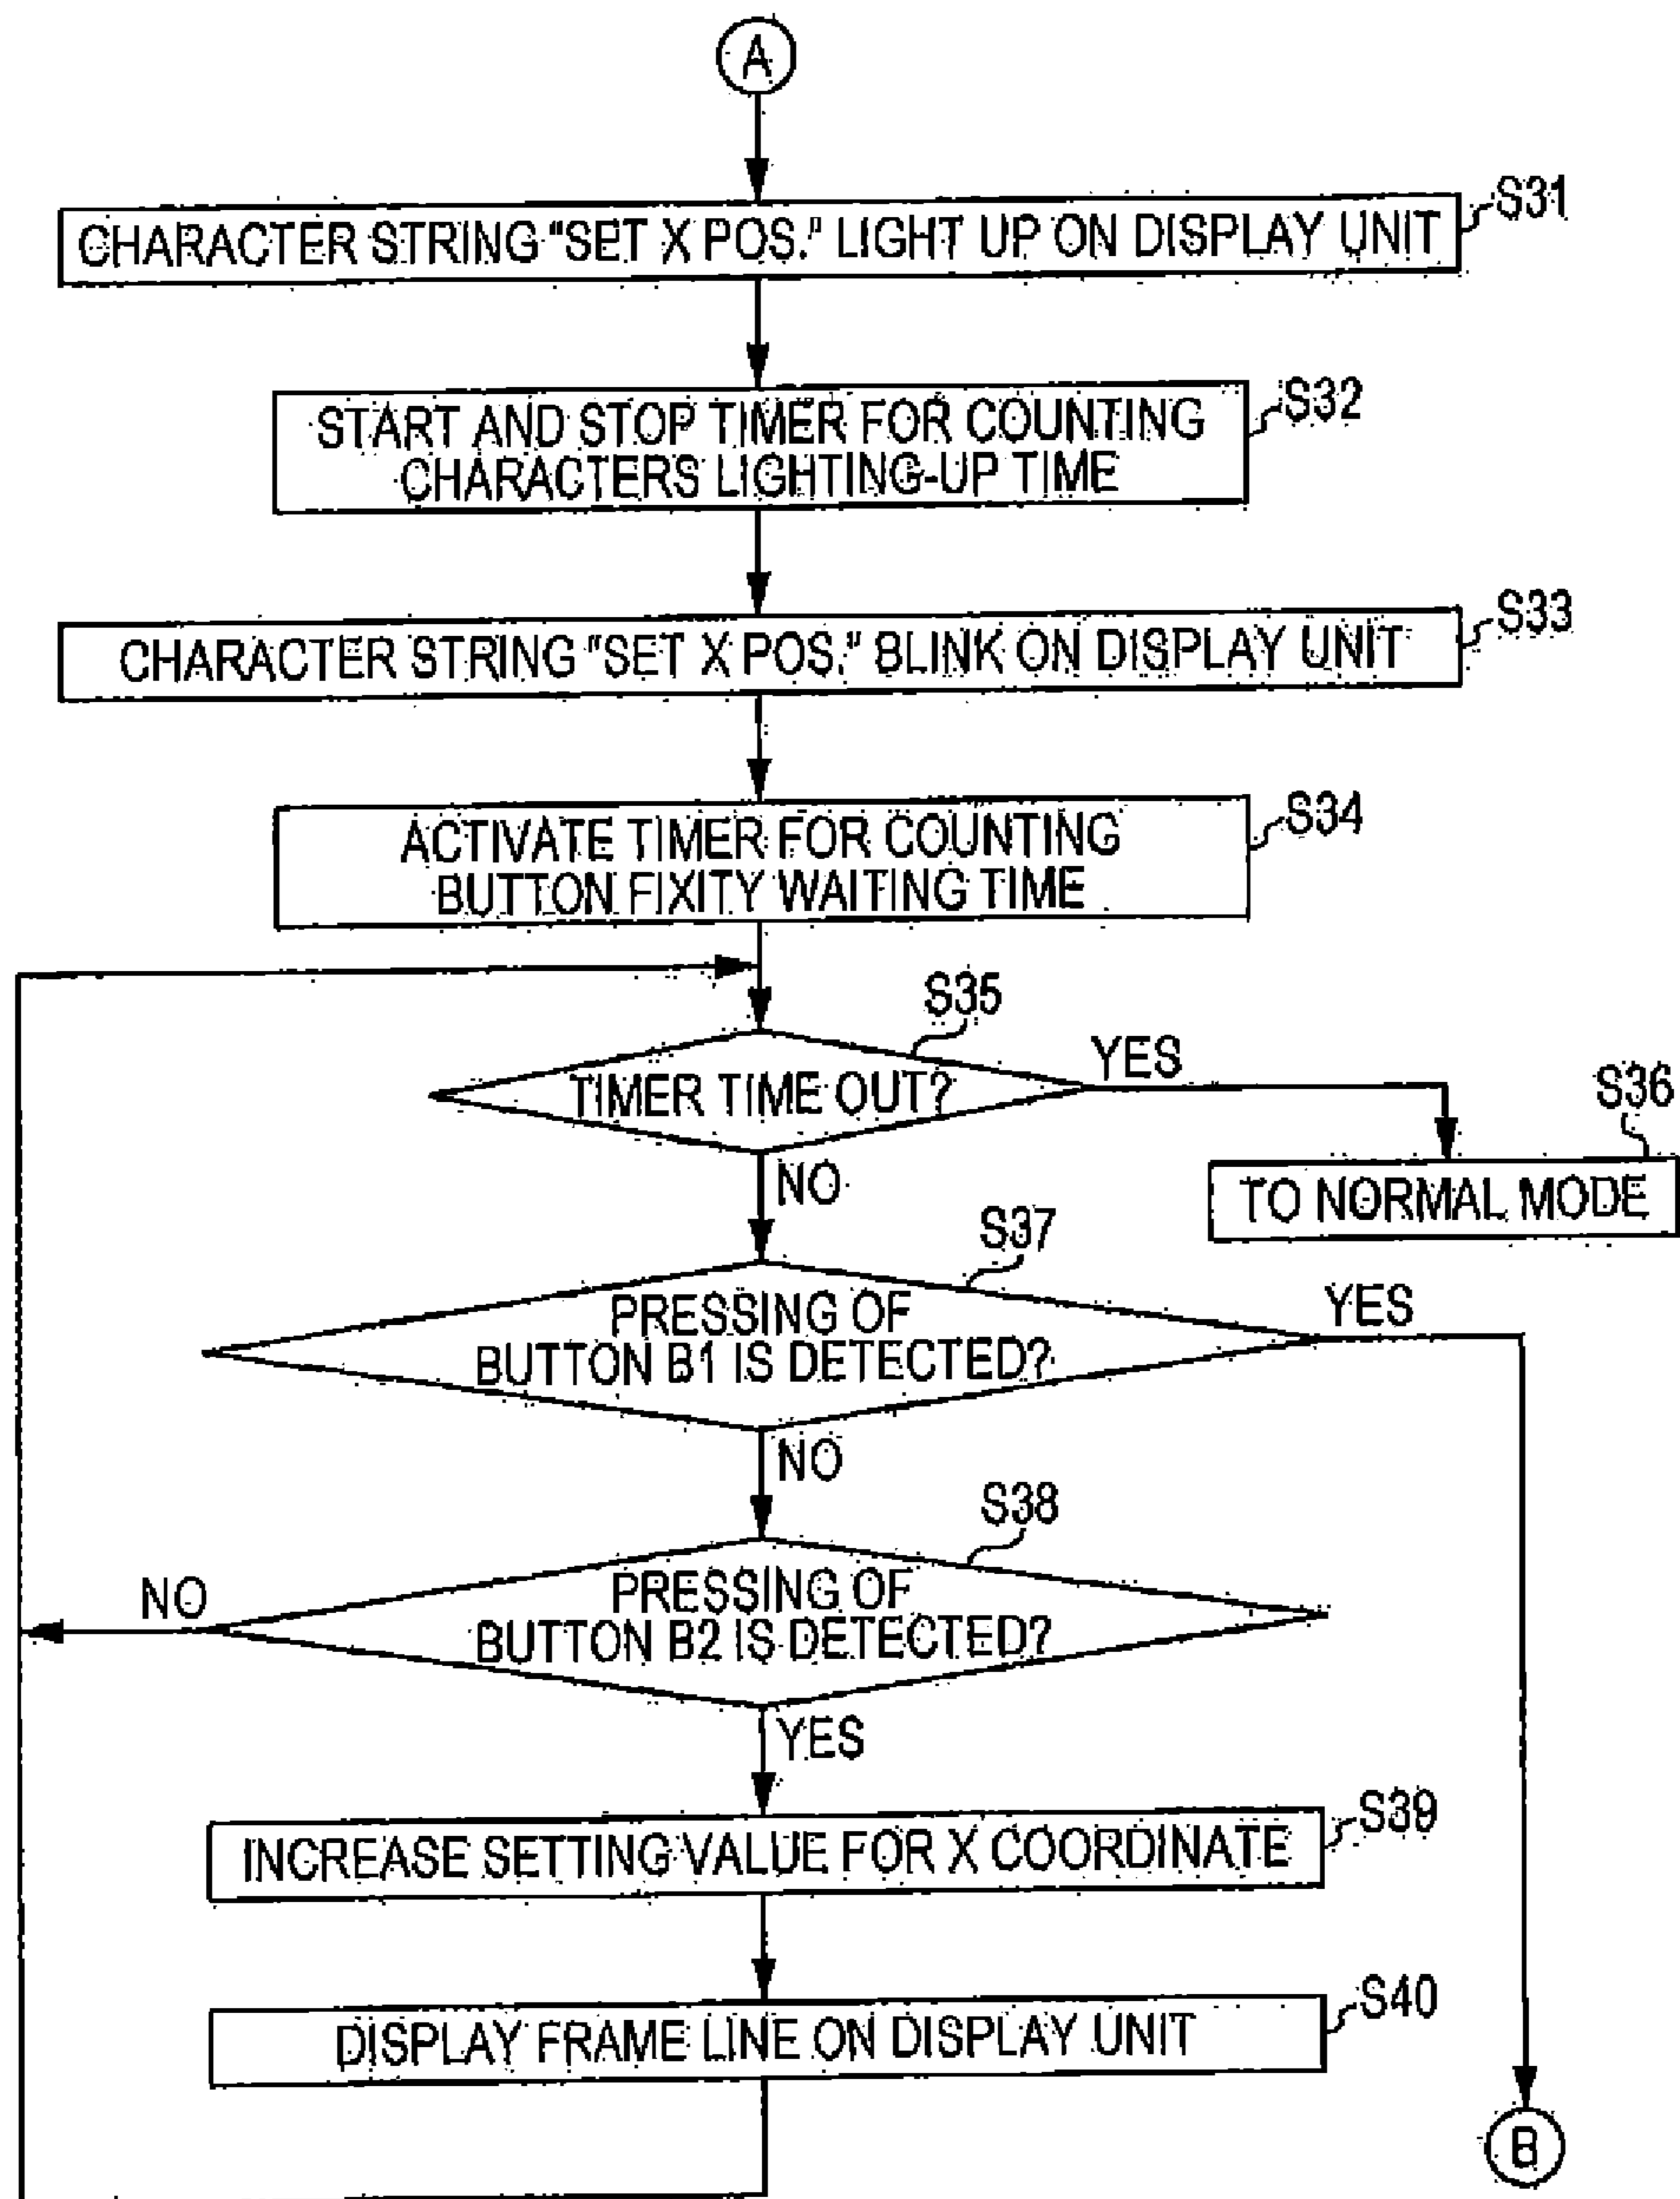 A
CHARACTER STRING "SET X POS." LIGHT UP ON DISPLAY UNIT
S31
START AND STOP TIMER FOR COUNTING
CHARACTERS LIGHTING-UP TIME
S32
CHARACTER STRING "SET X POS." BLINK ON DISPLAY UNIT
S33
ACTIVATE TIMER FOR COUNTING
BUTTON FIXITY WAITING TIME
S34
S35
TIMER TIME OUT?
YES
NO
S36
TO NORMAL MODE
S37
PRESSING OF
BUTTON B1 IS DETECTED?
YES
NO
S38
PRESSING OF
BUTTON B2 IS DETECTED?
NO
YES
INCREASE SETTING VALUE FOR X COORDINATE
S39
DISPLAY FRAME LINE ON DISPLAY UNIT
S40
B